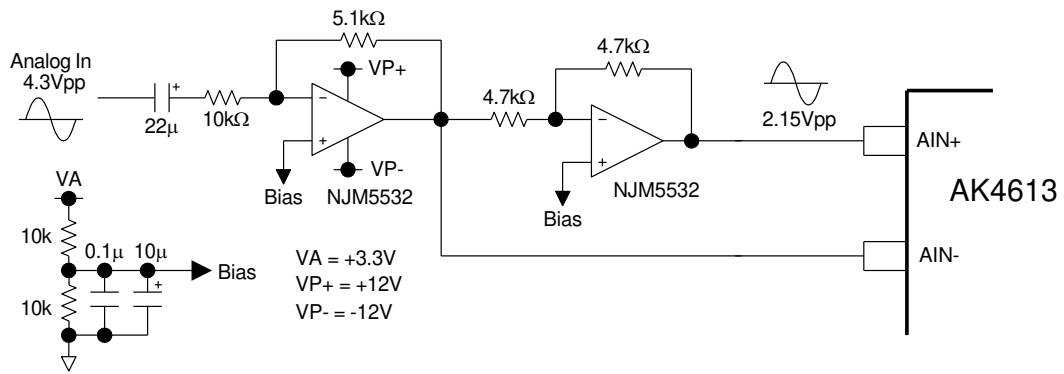 5.1kΩ
Analog In
4.3Vpp
VP+
4.7kΩ
4.7kΩ
+
−
−
22μ
10kΩ
+
+
2.15Vpp
AIN+
VP-
Bias
NJM5532
Bias
NJM5532
AK4613
VA
10k
0.1μ
10μ
+
Bias
10k
AIN-
VA = +3.3V
VP+ = +12V
VP- = -12V